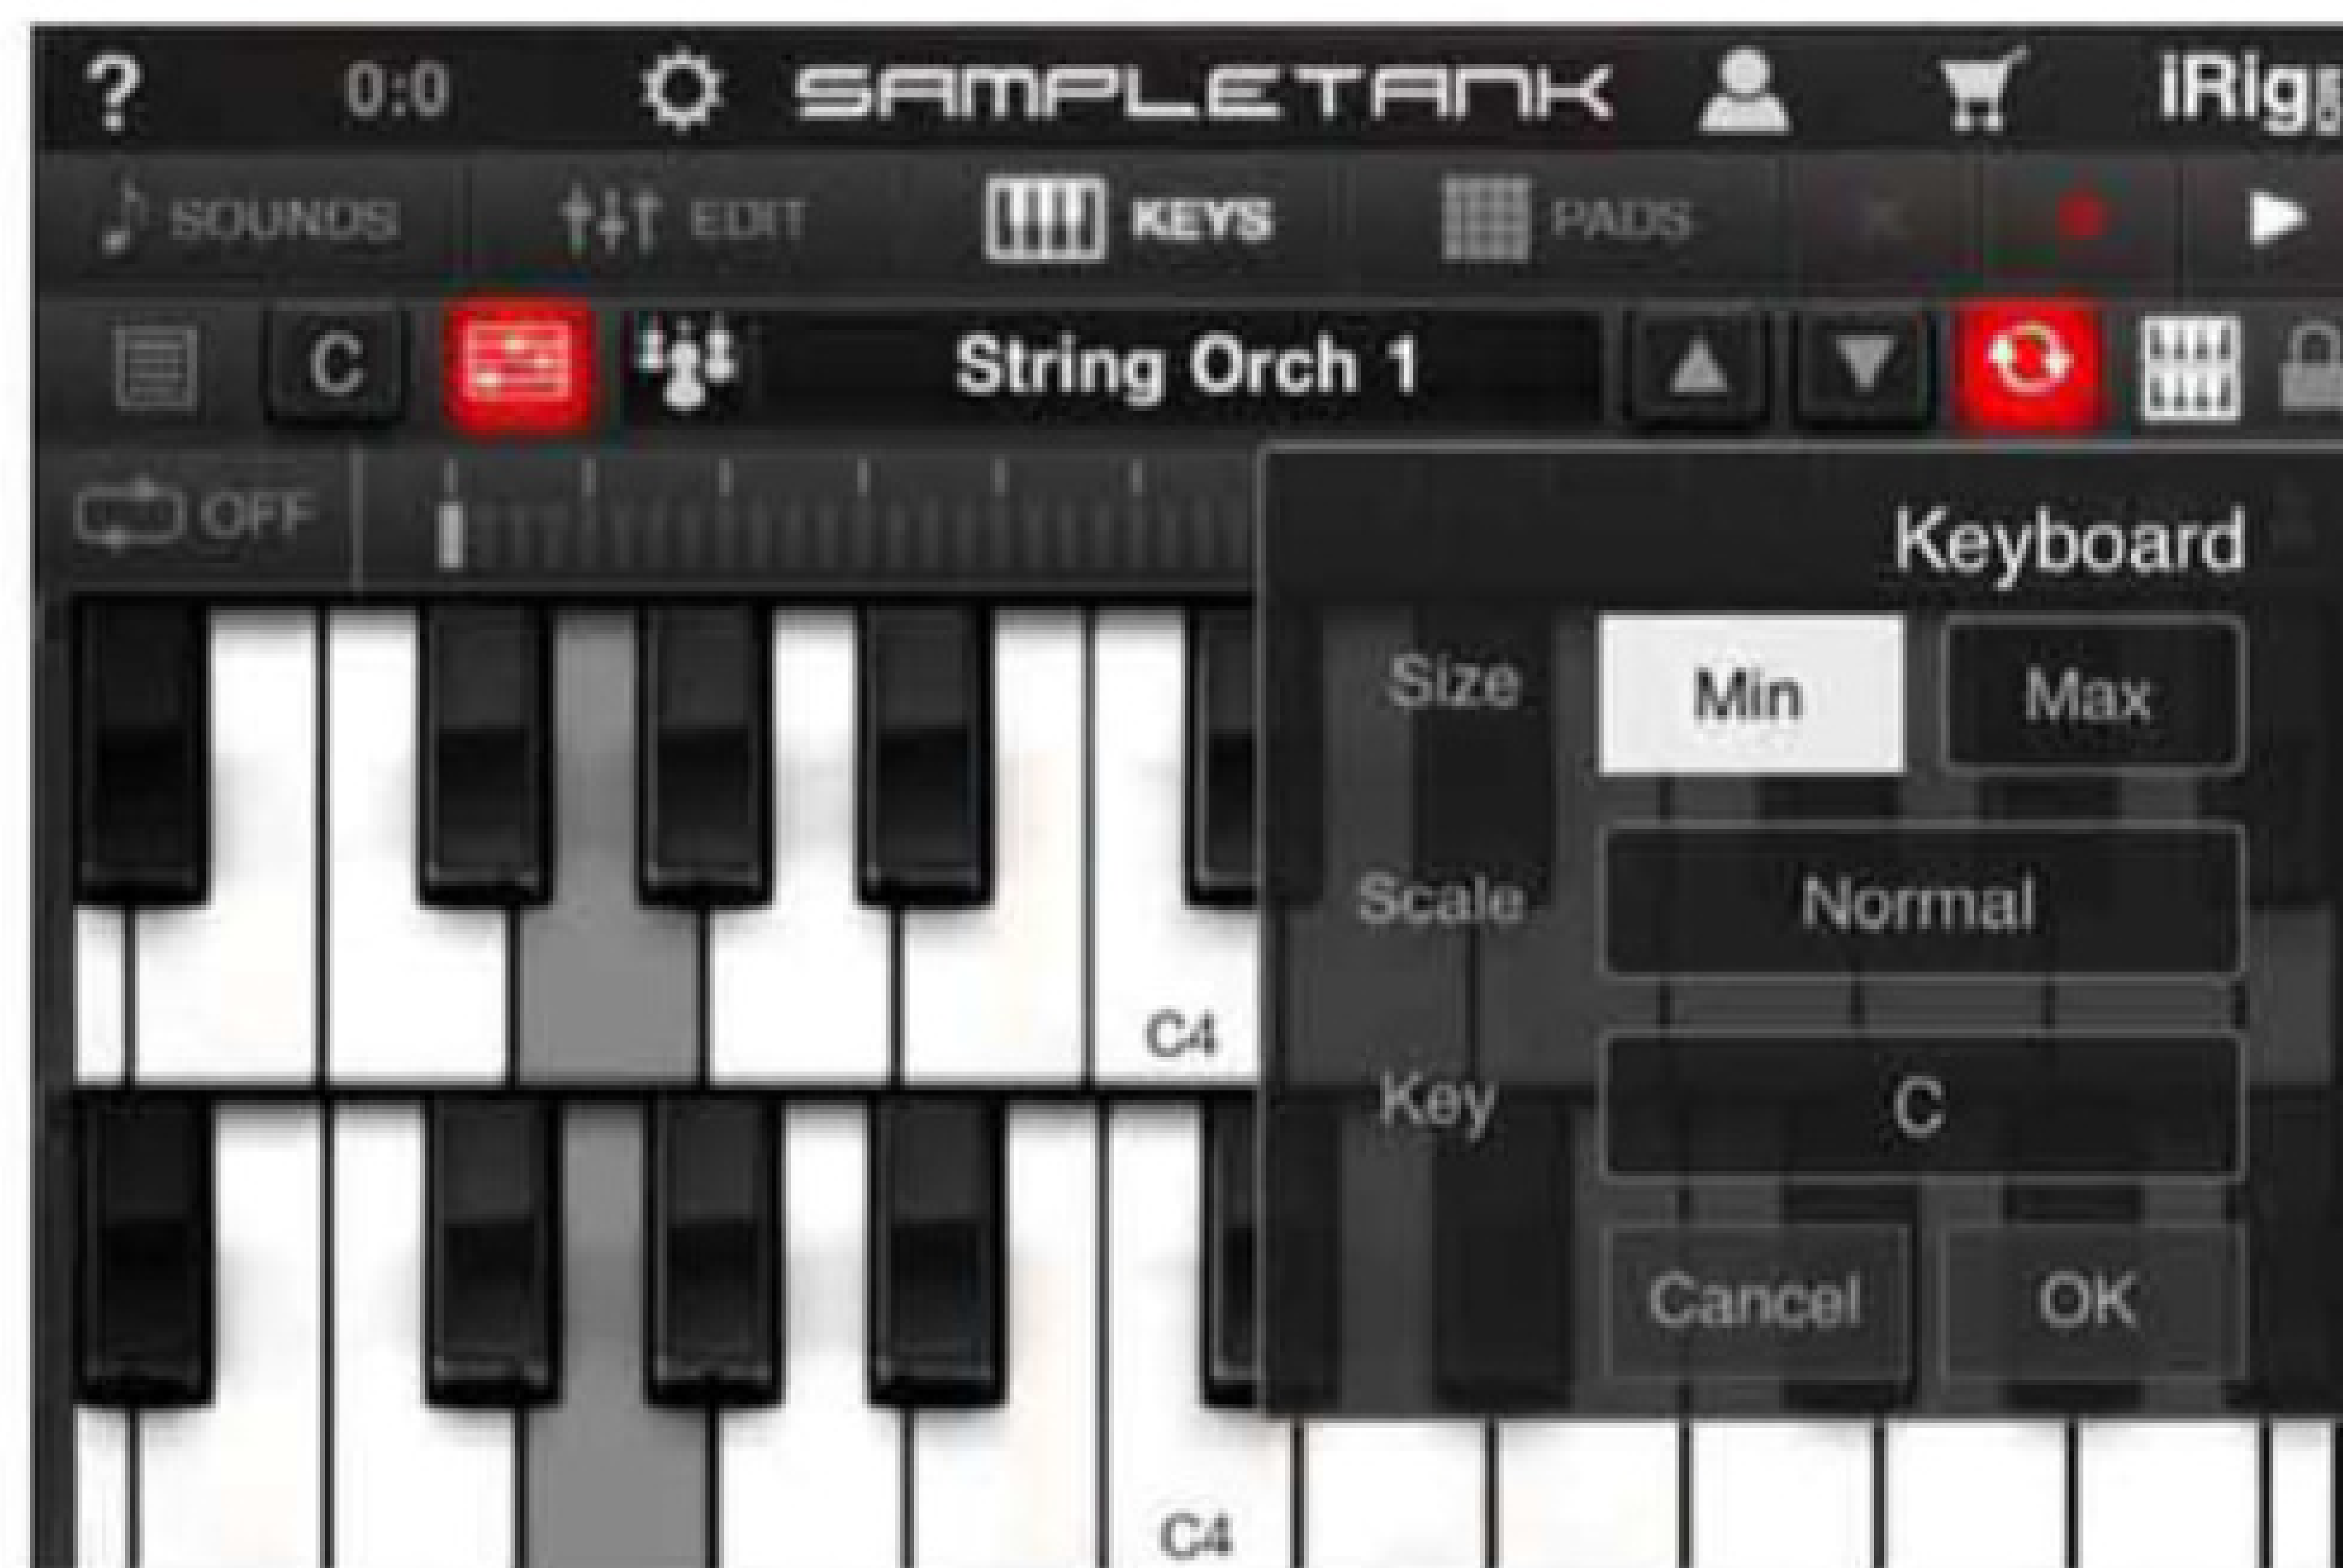 ? 0:0 SAMPLETANK iRig
SOUNDS EDIT KEYS PADS
C String Orch 1
OFF
Keyboard
Size Min Max
Scale Normal
C4
Key C
Cancel OK
C4